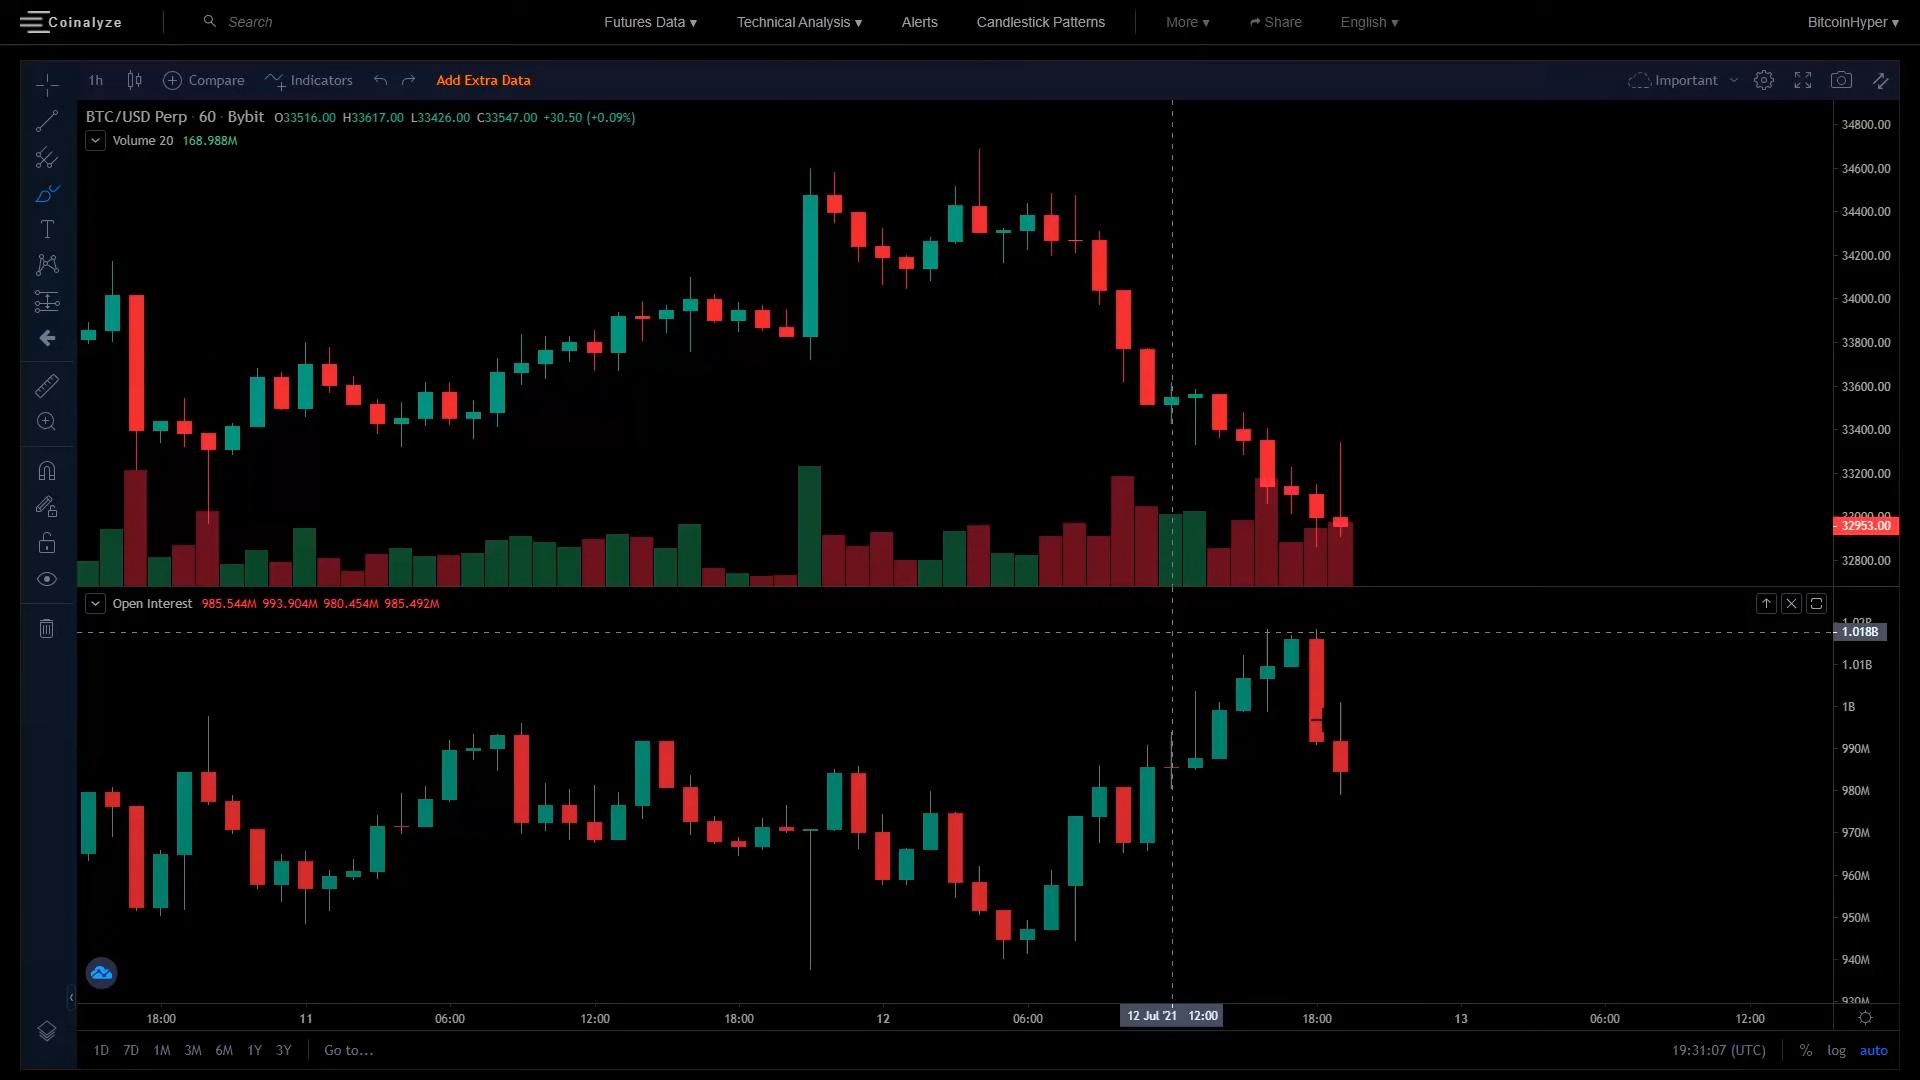 Coinalyze
Search
Futures Data ▾
Technical Analysis ▾
Alerts
Candlestick Patterns
More ▾
Share
English ▾
BitcoinHyper ▾
1h
Compare
Indicators
Add Extra Data
Important
BTC/USD Perp · 60 · Bybit O33516.00 H33617.00 L33426.00 C33547.00 +30.50 (+0.09%)
Volume 20 168.988M
34800.00
34600.00
34400.00
34200.00
34000.00
33800.00
33600.00
33400.00
33200.00
32953.00
32800.00
Open Interest 985.544M 993.904M 980.454M 985.492M
1.018B
1.01B
1B
990M
980M
970M
960M
950M
940M
930M
18:00 11 06:00 12:00 18:00 12 06:00 12 Jul '21 12:00 18:00 13 06:00 12:00
1D 7D 1M 3M 6M 1Y 3Y Go to...
19:31:07 (UTC) % log auto